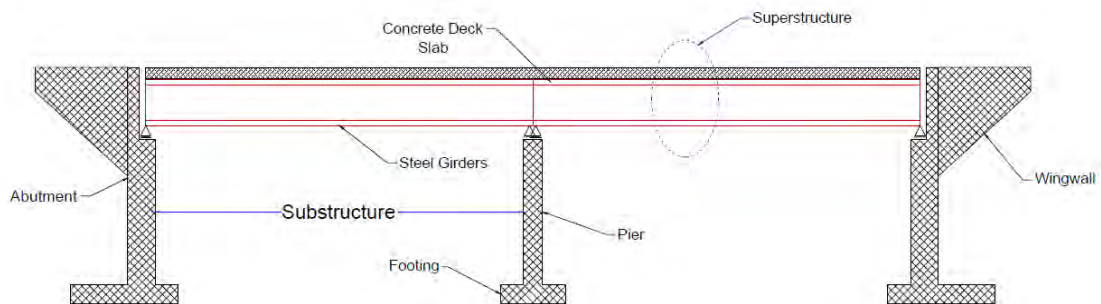 Superstructure
Concrete Deck
Slab
Steel Girders
Abutment
Wingwall
Substructure
Pier
Footing